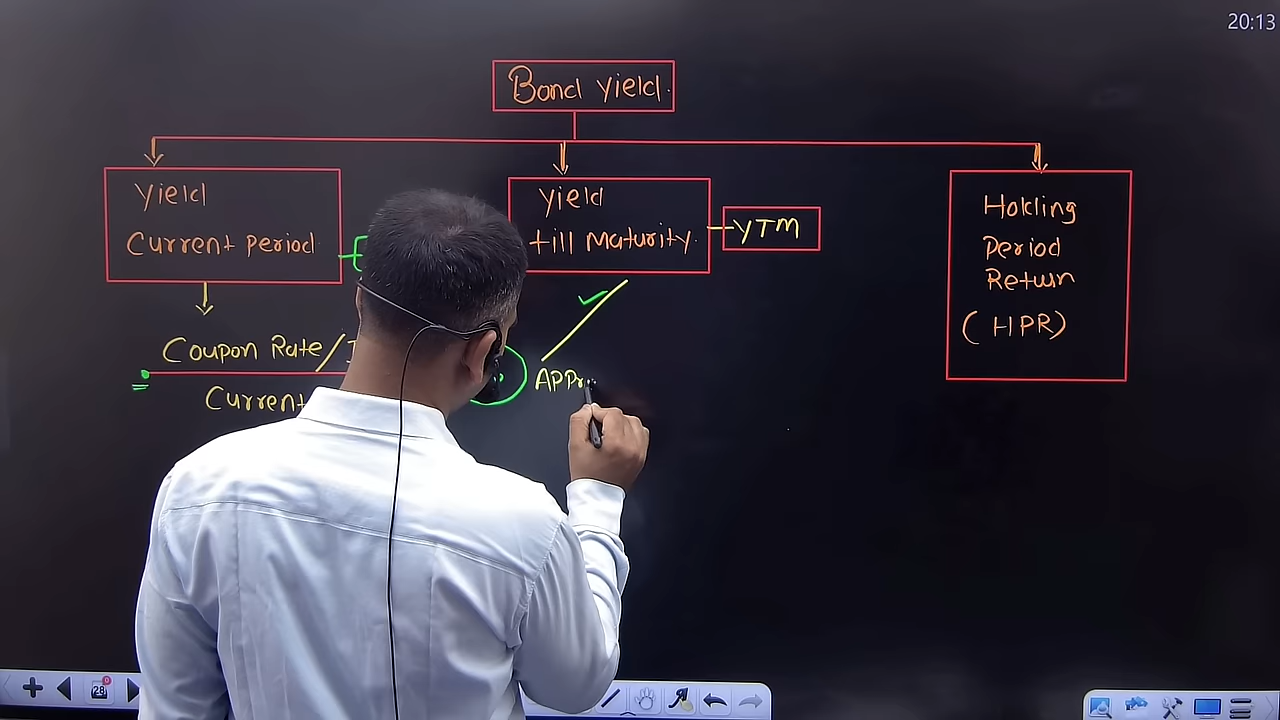 20:13
Bond Yield.
Yield
Current Period
Yield
till Maturity.
YTM
Holding
Period
Return
(HPR)
Coupon Rate/
Current
APPr
28